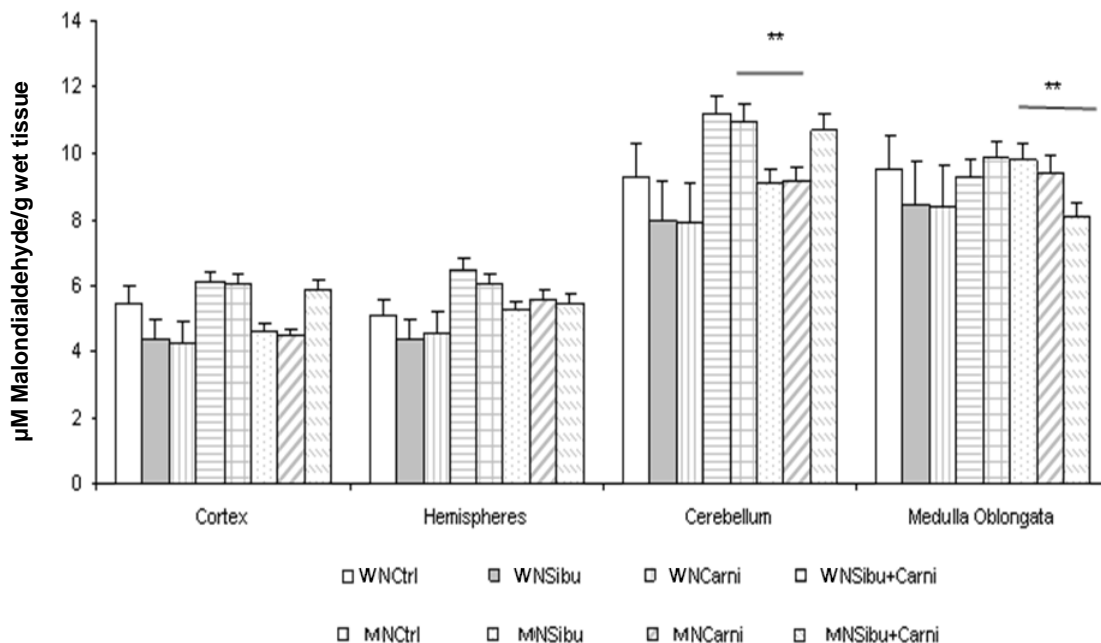 14
12
10
8
6
4
2
0
µM Malondialdehyde/g wet tissue
**
**
Cortex Hemispheres Cerebellum Medulla Oblongata
WNCtrl WNSibu WNCarni WNSibu+Carni
MNCtrl MNSibu MNCarni MNSibu+Carni